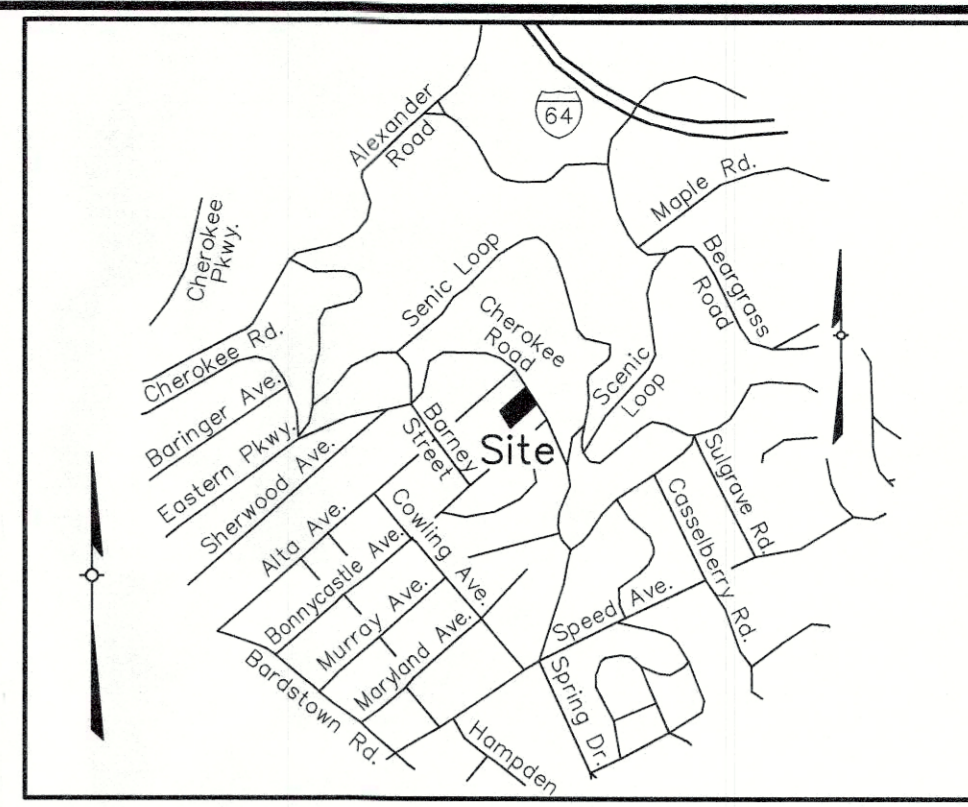 Alexander
Road
64
Maple Rd.
Cherokee
Pkwy.
Senic Loop
Beargrass
Road
Cherokee
Road
Cherokee Rd.
Scenic
Loop
Baringer Ave.
Barney
Street
Site
Eastern Pkwy.
Sherwood Ave.
Sulgrave Rd.
Casselberry Rd.
Alta Ave.
Cowling Ave.
Bonnycastle Ave.
Murray Ave.
Speed Ave.
Maryland Ave.
Bardstown Rd.
Spring Dr.
Hampden